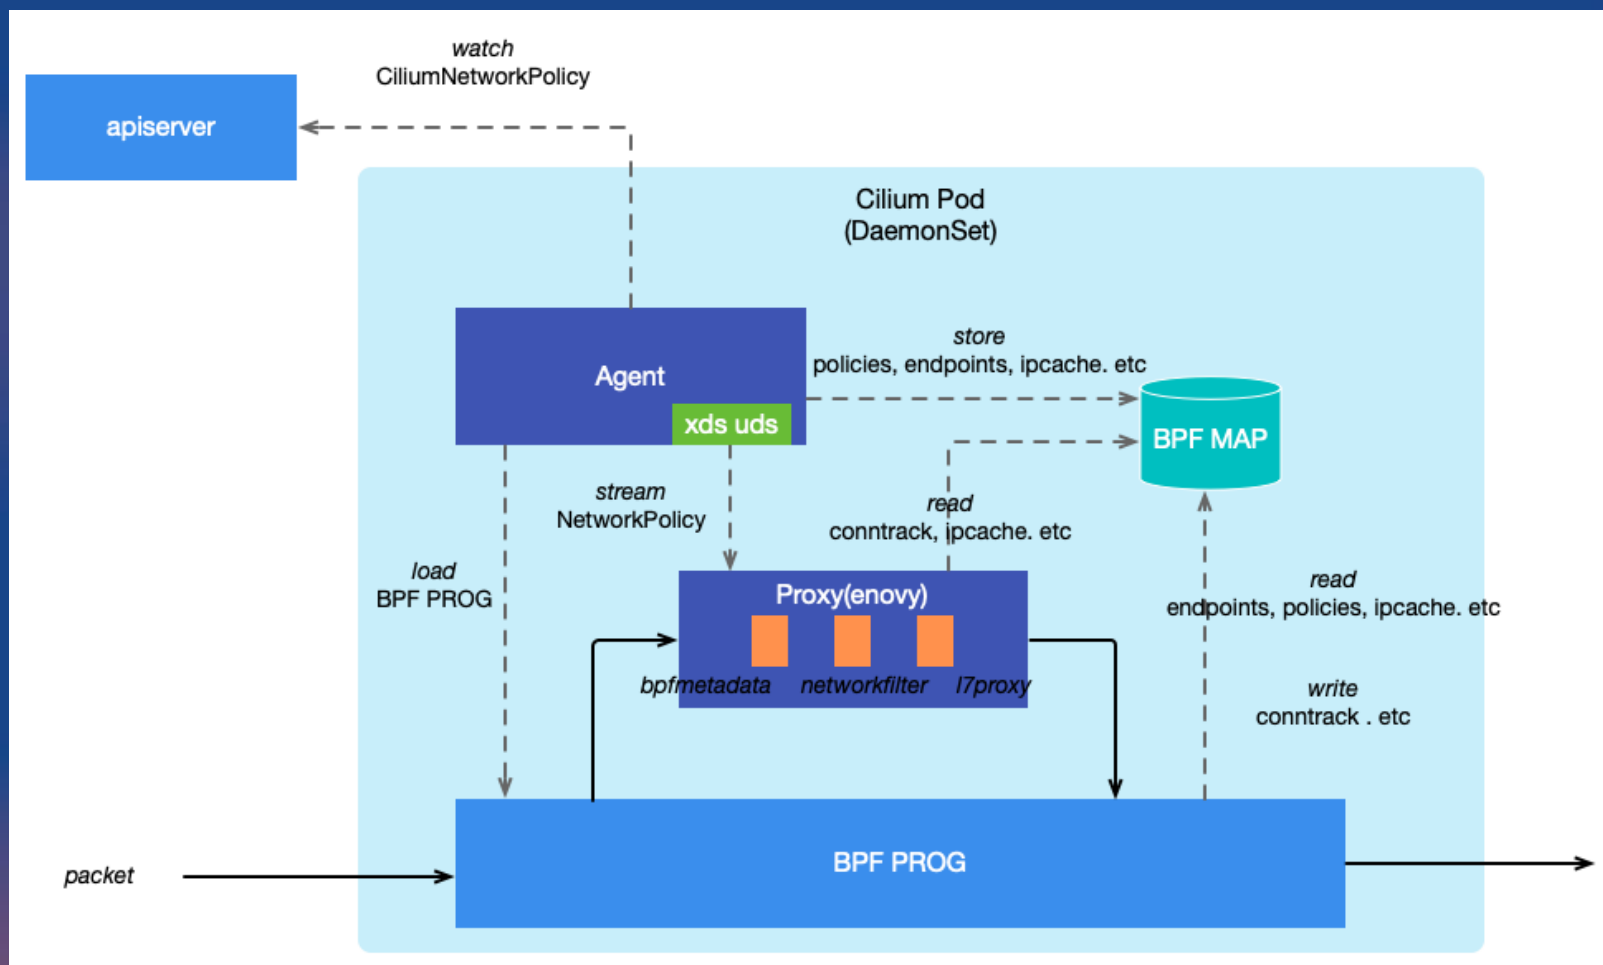 watch
CiliumNetworkPolicy
apiserver
Cilium Pod
(DaemonSet)
Agent
xds uds
store
policies, endpoints, ipcache. etc
BPF MAP
stream
NetworkPolicy
read
conntrack, ipcache. etc
load
BPF PROG
Proxy(enovy)
bpfmetadata networkfilter l7proxy
read
endpoints, policies, ipcache. etc
write
conntrack . etc
packet
BPF PROG